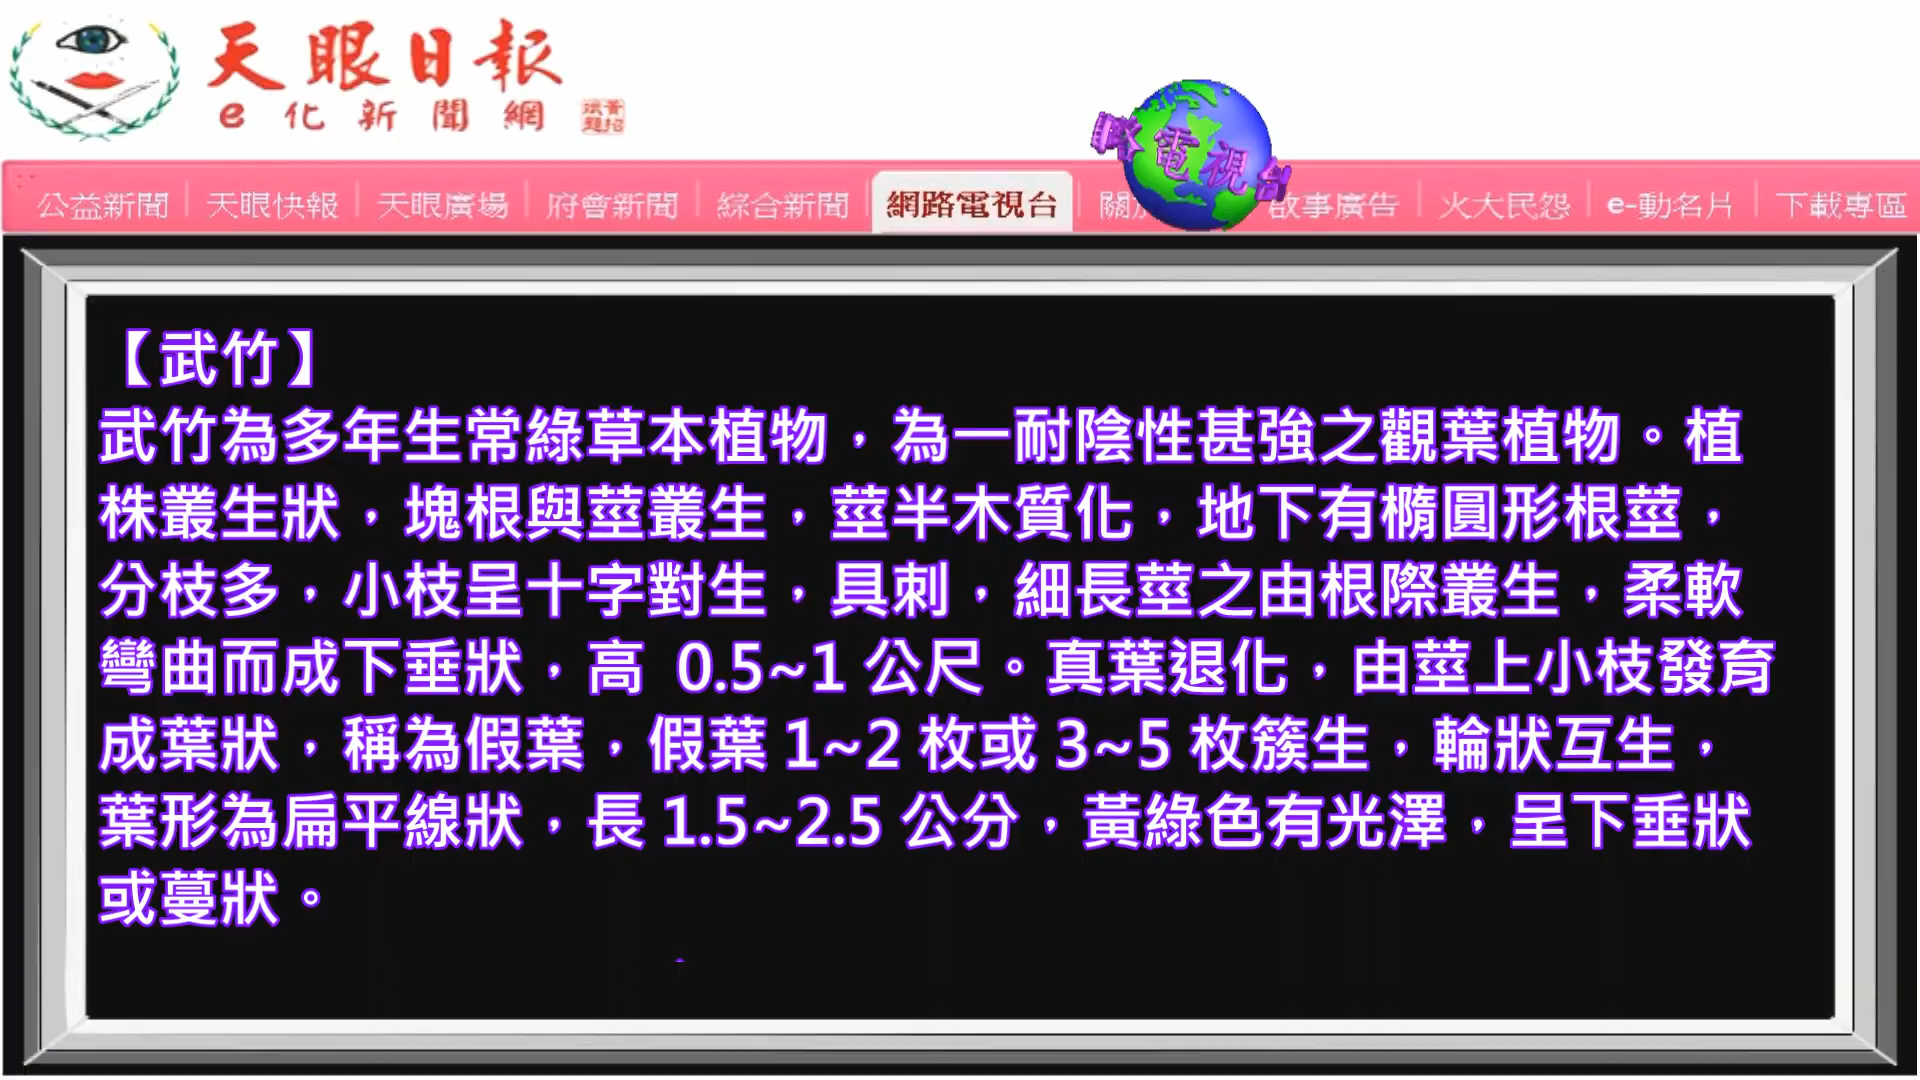 天眼日報
e化新聞網
電視台
公益新聞 天眼快報 天眼廣場 府會新聞 綜合新聞 網路電視台 關 啟事廣告 火大民怨 e-動名片 下載專區
【武竹】
武竹為多年生常綠草本植物，為一耐陰性甚強之觀葉植物。植
株叢生狀，塊根與莖叢生，莖半木質化，地下有橢圓形根莖，
分枝多，小枝呈十字對生，具刺，細長莖之由根際叢生，柔軟
彎曲而成下垂狀，高 0.5~1 公尺。真葉退化，由莖上小枝發育
成葉狀，稱為假葉，假葉 1~2 枚或 3~5 枚簇生，輪狀互生，
葉形為扁平線狀，長 1.5~2.5 公分，黃綠色有光澤，呈下垂狀
或蔓狀。